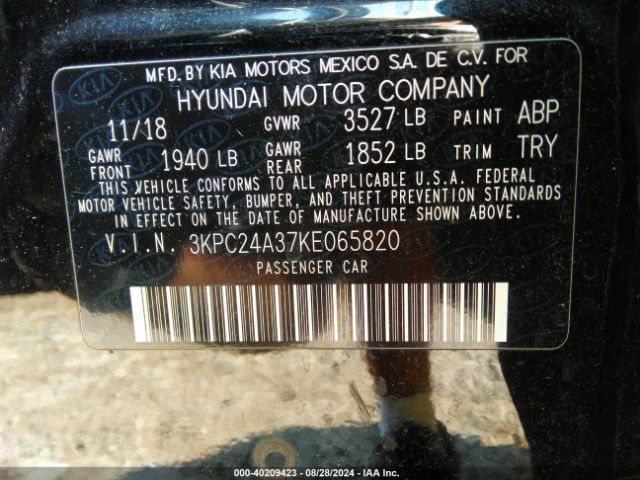 MFD. BY KIA MOTORS MEXICO S.A. DE C.V. FOR
HYUNDAI MOTOR COMPANY
11/18 GVWR 3527 LB PAINT ABP
GAWR FRONT 1940 LB GAWR REAR 1852 LB TRIM TRY
THIS VEHICLE CONFORMS TO ALL APPLICABLE U.S.A. FEDERAL
MOTOR VEHICLE SAFETY, BUMPER, AND THEFT PREVENTION STANDARDS
IN EFFECT ON THE DATE OF MANUFACTURE SHOWN ABOVE.
V.I.N. 3KPC24A37KE065820
PASSENGER CAR
000-40209423 - 08/28/2024 - IAA Inc.